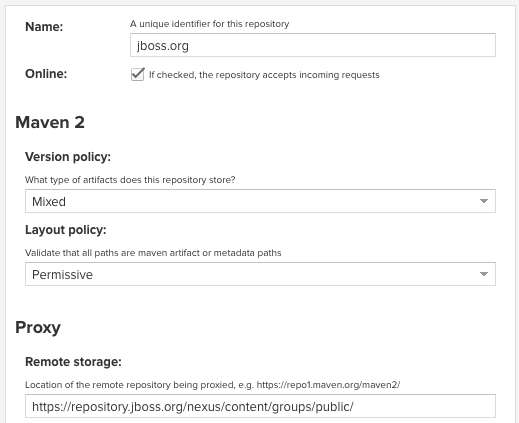 Name:
A unique identifier for this repository
jboss.org
Online:
If checked, the repository accepts incoming requests
Maven 2
Version policy:
What type of artifacts does this repository store?
Mixed
Layout policy:
Validate that all paths are maven artifact or metadata paths
Permissive
Proxy
Remote storage:
Location of the remote repository being proxied, e.g. https://repo1.maven.org/maven2/
https://repository.jboss.org/nexus/content/groups/public/